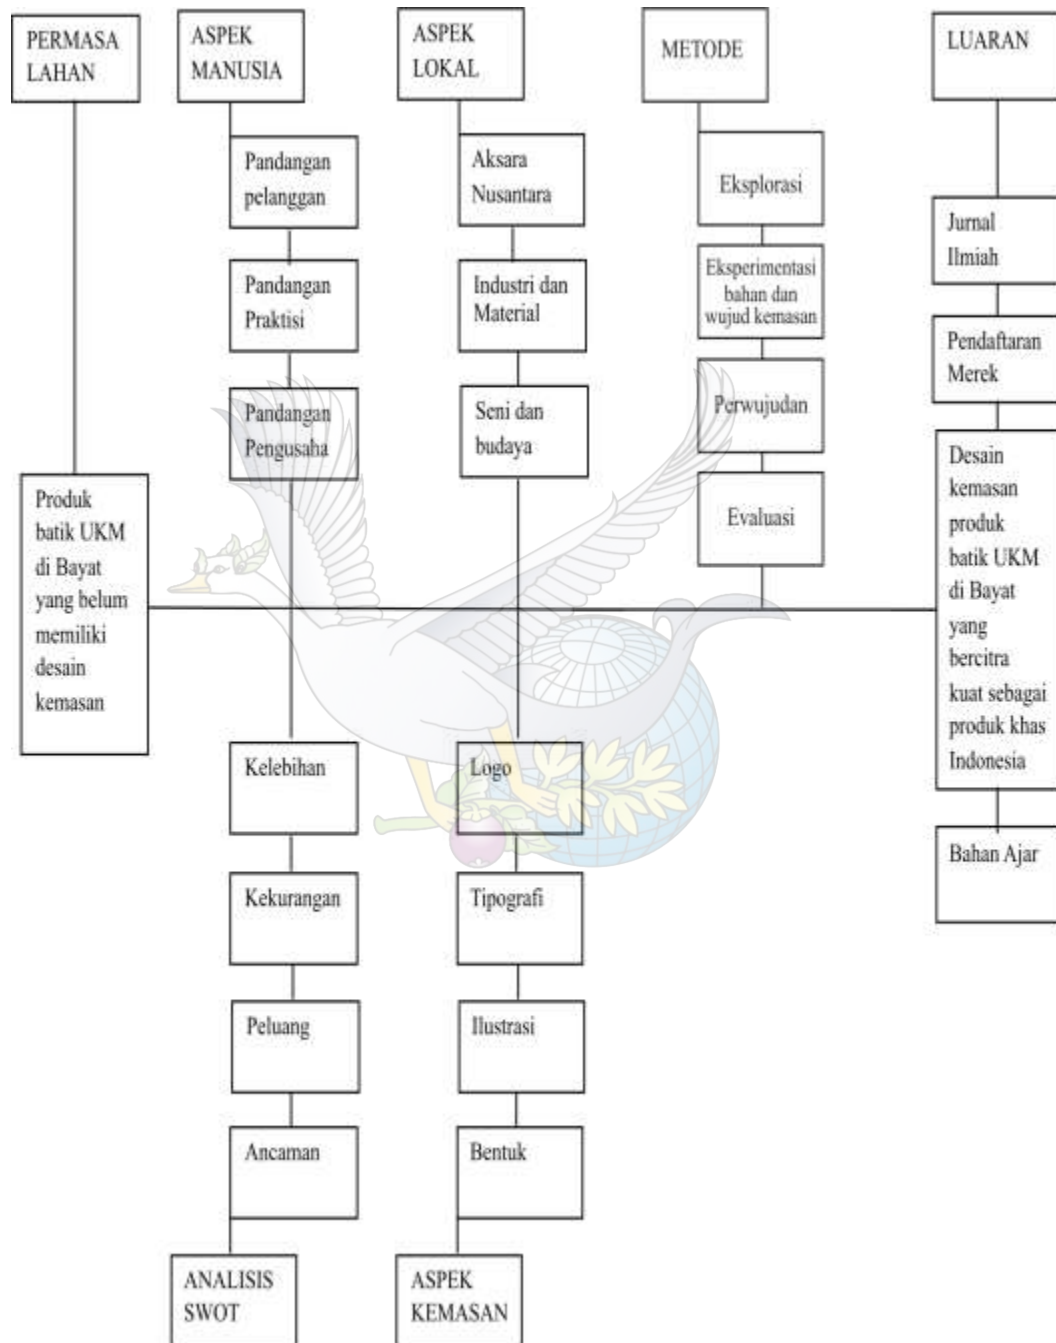 PERMASA
LAHAN
Produk
batik UKM
di Bayat
yang belum
memiliki
desain
kemasan
ASPEK
MANUSIA
Pandangan
pelanggan
Pandangan
Praktisi
Pandangan
Pengusaha
Kelebihan
Kekurangan
Peluang
Ancaman
ANALISIS
SWOT
ASPEK
LOKAL
Aksara
Nusantara
Industri dan
Material
Seni dan
budaya
Logo
Tipografi
Ilustrasi
Bentuk
ASPEK
KEMASAN
METODE
Eksplorasi
Eksperimentasi
bahan dan
wujud kemasan
Perwujudan
Evaluasi
LUARAN
Jurnal
Ilmiah
Pendaftaran
Merek
Desain
kemasan
produk
batik UKM
di Bayat
yang
bercitra
kuat sebagai
produk khas
Indonesia
Bahan Ajar